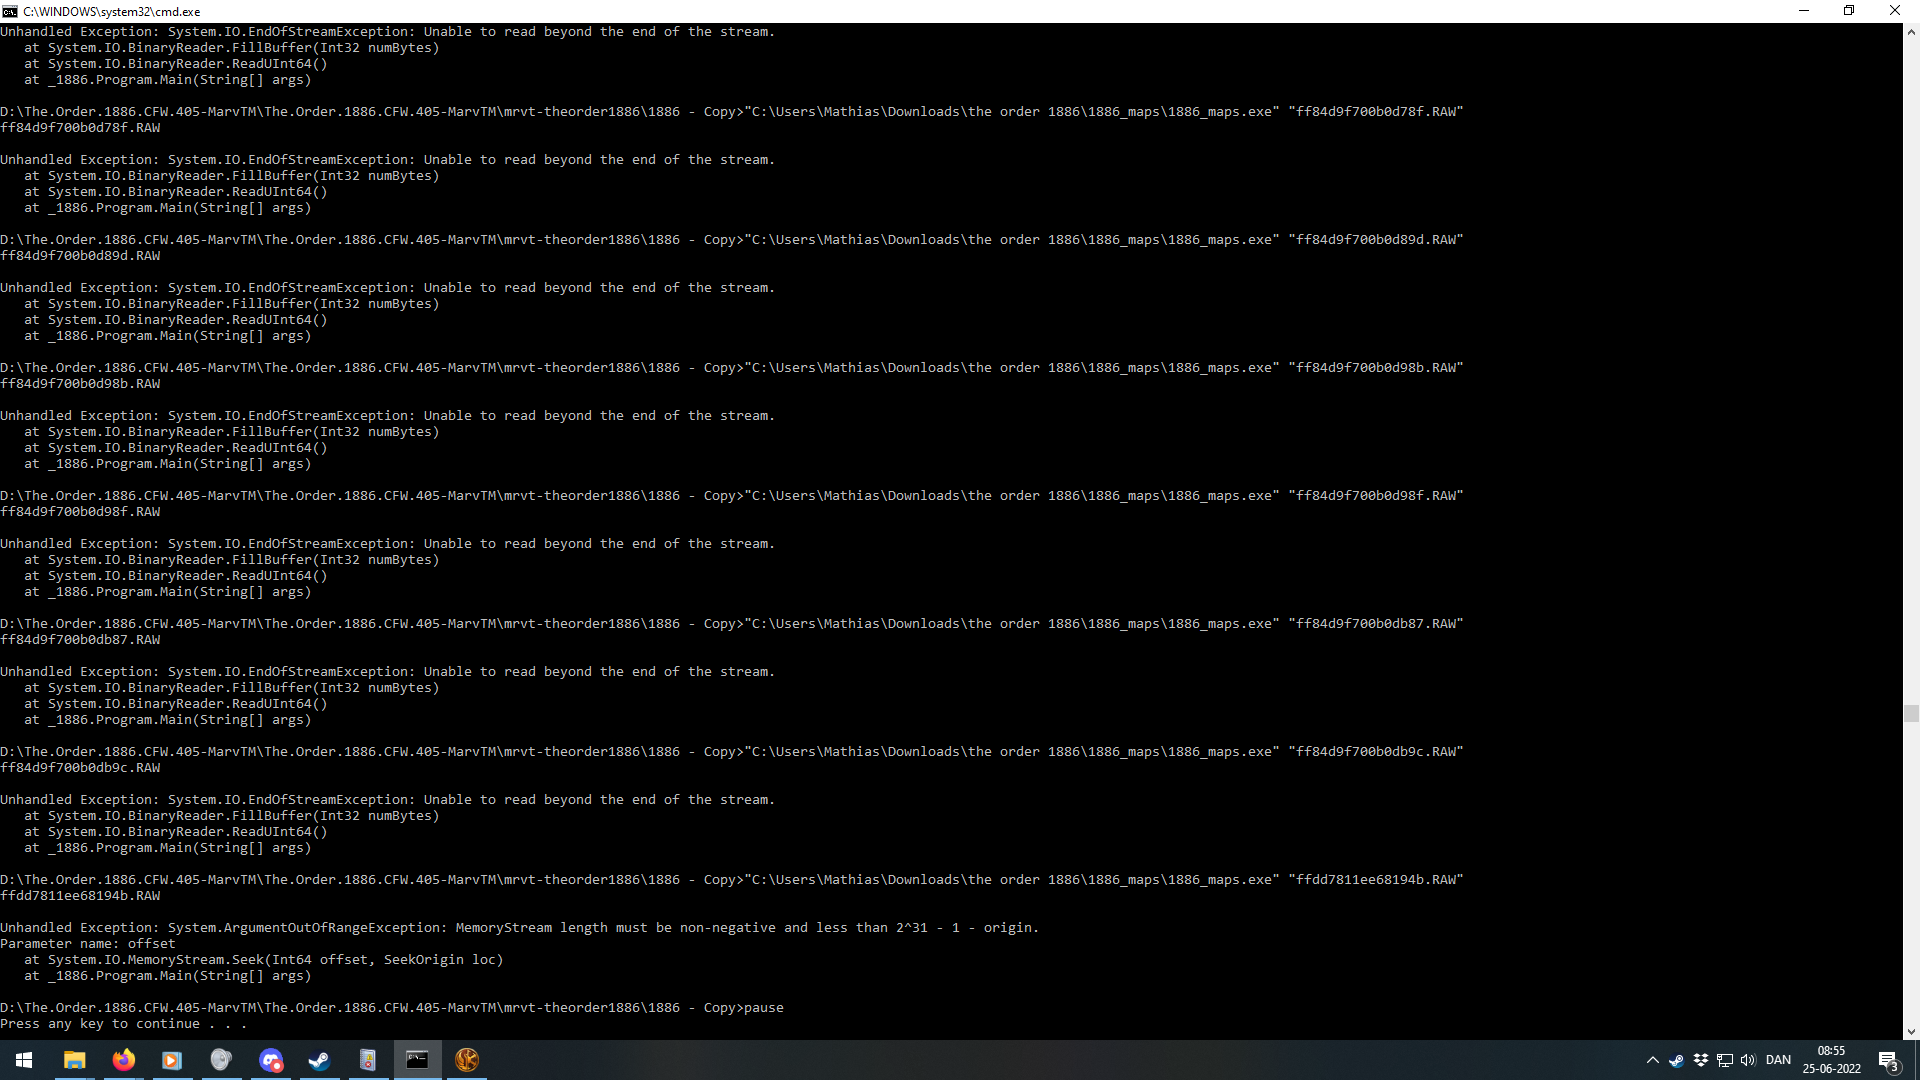 C:\WINDOWS\system32\cmd.exe
Unhandled Exception: System.IO.EndOfStreamException: Unable to read beyond the end of the stream.
   at System.IO.BinaryReader.FillBuffer(Int32 numBytes)
   at System.IO.BinaryReader.ReadUInt64()
   at _1886.Program.Main(String[] args)

D:\The.Order.1886.CFW.405-MarvTM\The.Order.1886.CFW.405-MarvTM\mrvt-theorder1886\1886 - Copy>"C:\Users\Mathias\Downloads\the order 1886\1886_maps\1886_maps.exe" "ff84d9f700b0d78f.RAW"
ff84d9f700b0d78f.RAW

Unhandled Exception: System.IO.EndOfStreamException: Unable to read beyond the end of the stream.
   at System.IO.BinaryReader.FillBuffer(Int32 numBytes)
   at System.IO.BinaryReader.ReadUInt64()
   at _1886.Program.Main(String[] args)

D:\The.Order.1886.CFW.405-MarvTM\The.Order.1886.CFW.405-MarvTM\mrvt-theorder1886\1886 - Copy>"C:\Users\Mathias\Downloads\the order 1886\1886_maps\1886_maps.exe" "ff84d9f700b0d89d.RAW"
ff84d9f700b0d89d.RAW

Unhandled Exception: System.IO.EndOfStreamException: Unable to read beyond the end of the stream.
   at System.IO.BinaryReader.FillBuffer(Int32 numBytes)
   at System.IO.BinaryReader.ReadUInt64()
   at _1886.Program.Main(String[] args)

D:\The.Order.1886.CFW.405-MarvTM\The.Order.1886.CFW.405-MarvTM\mrvt-theorder1886\1886 - Copy>"C:\Users\Mathias\Downloads\the order 1886\1886_maps\1886_maps.exe" "ff84d9f700b0d98b.RAW"
ff84d9f700b0d98b.RAW

Unhandled Exception: System.IO.EndOfStreamException: Unable to read beyond the end of the stream.
   at System.IO.BinaryReader.FillBuffer(Int32 numBytes)
   at System.IO.BinaryReader.ReadUInt64()
   at _1886.Program.Main(String[] args)

D:\The.Order.1886.CFW.405-MarvTM\The.Order.1886.CFW.405-MarvTM\mrvt-theorder1886\1886 - Copy>"C:\Users\Mathias\Downloads\the order 1886\1886_maps\1886_maps.exe" "ff84d9f700b0d98f.RAW"
ff84d9f700b0d98f.RAW

Unhandled Exception: System.IO.EndOfStreamException: Unable to read beyond the end of the stream.
   at System.IO.BinaryReader.FillBuffer(Int32 numBytes)
   at System.IO.BinaryReader.ReadUInt64()
   at _1886.Program.Main(String[] args)

D:\The.Order.1886.CFW.405-MarvTM\The.Order.1886.CFW.405-MarvTM\mrvt-theorder1886\1886 - Copy>"C:\Users\Mathias\Downloads\the order 1886\1886_maps\1886_maps.exe" "ff84d9f700b0db87.RAW"
ff84d9f700b0db87.RAW

Unhandled Exception: System.IO.EndOfStreamException: Unable to read beyond the end of the stream.
   at System.IO.BinaryReader.FillBuffer(Int32 numBytes)
   at System.IO.BinaryReader.ReadUInt64()
   at _1886.Program.Main(String[] args)

D:\The.Order.1886.CFW.405-MarvTM\The.Order.1886.CFW.405-MarvTM\mrvt-theorder1886\1886 - Copy>"C:\Users\Mathias\Downloads\the order 1886\1886_maps\1886_maps.exe" "ff84d9f700b0db9c.RAW"
ff84d9f700b0db9c.RAW

Unhandled Exception: System.IO.EndOfStreamException: Unable to read beyond the end of the stream.
   at System.IO.BinaryReader.FillBuffer(Int32 numBytes)
   at System.IO.BinaryReader.ReadUInt64()
   at _1886.Program.Main(String[] args)

D:\The.Order.1886.CFW.405-MarvTM\The.Order.1886.CFW.405-MarvTM\mrvt-theorder1886\1886 - Copy>"C:\Users\Mathias\Downloads\the order 1886\1886_maps\1886_maps.exe" "ffdd7811ee68194b.RAW"
ffdd7811ee68194b.RAW

Unhandled Exception: System.ArgumentOutOfRangeException: MemoryStream length must be non-negative and less than 2^31 - 1 - origin.
Parameter name: offset
   at System.IO.MemoryStream.Seek(Int64 offset, SeekOrigin loc)
   at _1886.Program.Main(String[] args)

D:\The.Order.1886.CFW.405-MarvTM\The.Order.1886.CFW.405-MarvTM\mrvt-theorder1886\1886 - Copy>pause
Press any key to continue . . .
DAN
08:55
25-06-2022
3